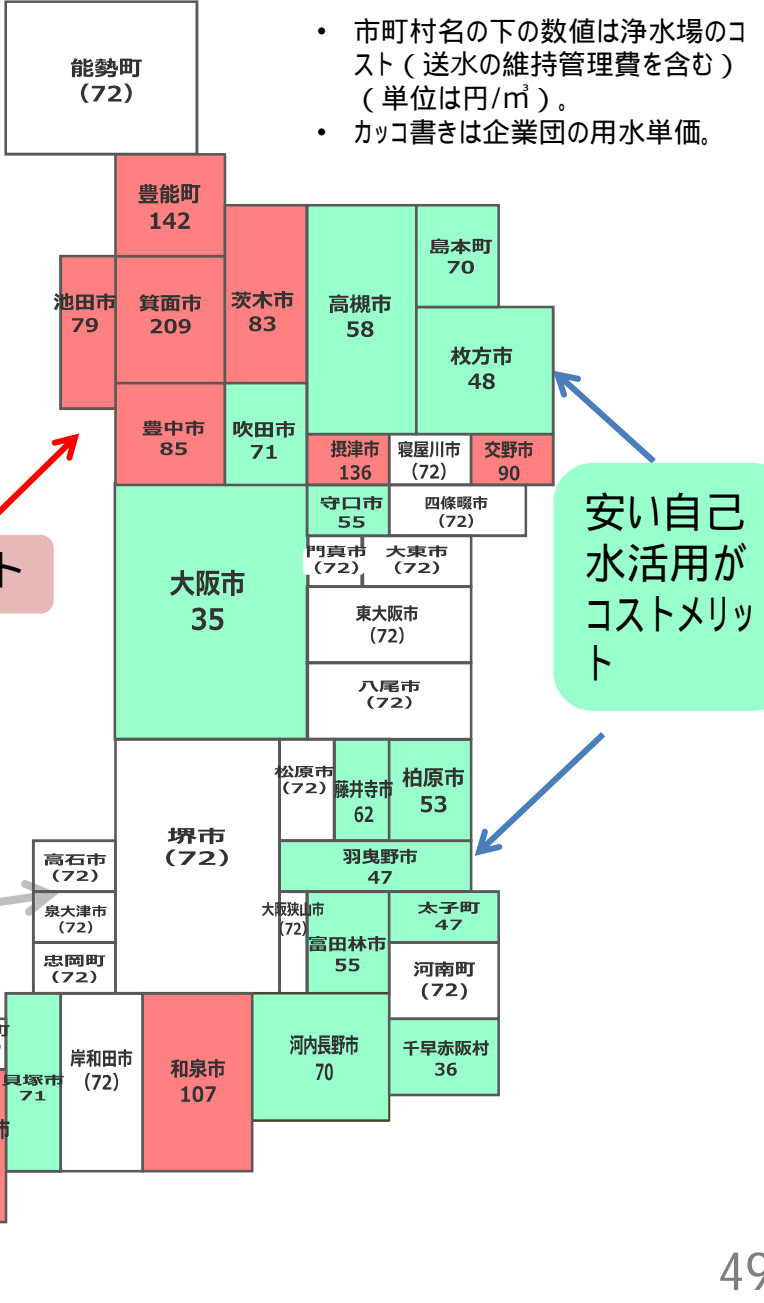 • 市町村名の下の数値は浄水場のコ
スト（送水の維持管理費を含む）
（単位は円/㎥）。
• カッコ書きは企業団の用水単価。
能勢町
(72)
豊能町
142
池田市
79
箕面市
209
茨木市
83
高槻市
58
島本町
70
枚方市
48
豊中市
85
吹田市
71
摂津市
136
寝屋川市
(72)
交野市
90
守口市
55
四條畷市
(72)
門真市
(72)
大東市
(72)
大阪市
35
東大阪市
(72)
八尾市
(72)
ト
安い自己
水活用が
コストメリッ
ト
堺市
(72)
松原市
(72)
藤井寺市
62
柏原市
53
羽曳野市
47
高石市
(72)
泉大津市
(72)
忠岡町
(72)
大阪狭山市
(72)
富田林市
55
太子町
47
河南町
(72)
町
貝塚市
71
市
岸和田市
(72)
和泉市
107
河内長野市
70
千早赤阪村
36
49